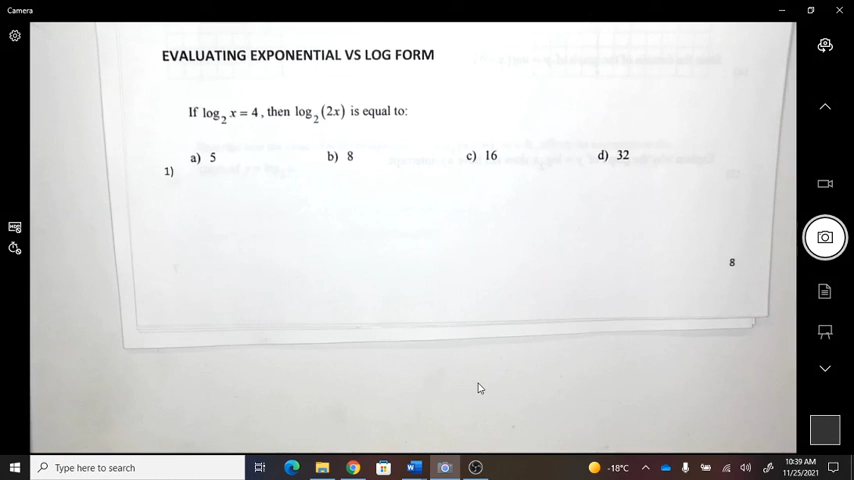 Camera
EVALUATING EXPONENTIAL VS LOG FORM
If log₂ x = 4, then log₂(2x) is equal to:
a) 5 b) 8 c) 16 d) 32
1)
8
Type here to search
-18°C
10:39 AM
11/25/2021